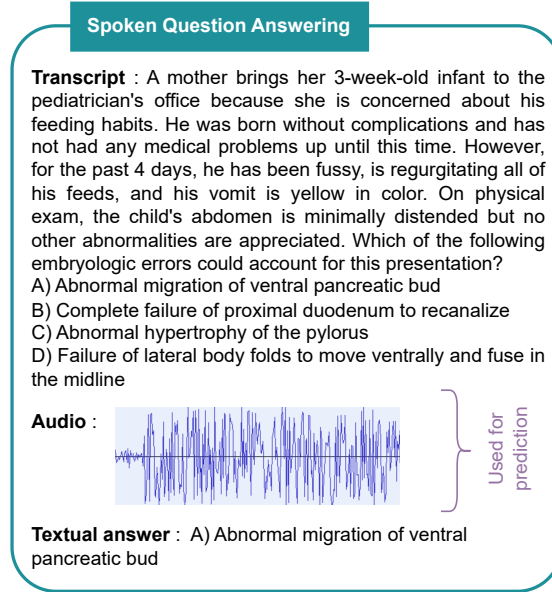 Spoken Question Answering
Transcript : A mother brings her 3-week-old infant to the
pediatrician's office because she is concerned about his
feeding habits. He was born without complications and has
not had any medical problems up until this time. However,
for the past 4 days, he has been fussy, is regurgitating all of
his feeds, and his vomit is yellow in color. On physical
exam, the child's abdomen is minimally distended but no
other abnormalities are appreciated. Which of the following
embryologic errors could account for this presentation?
A) Abnormal migration of ventral pancreatic bud
B) Complete failure of proximal duodenum to recanalize
C) Abnormal hypertrophy of the pylorus
D) Failure of lateral body folds to move ventrally and fuse in
the midline
Audio :
Used for
prediction
Textual answer : A) Abnormal migration of ventral
pancreatic bud